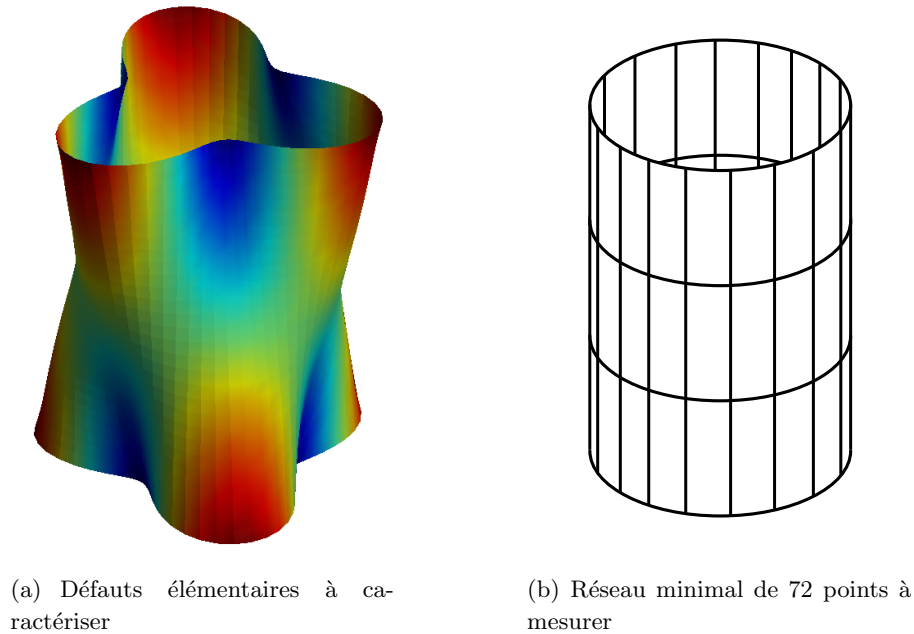 (a) Défauts élémentaires à ca-
ractériser
(b) Réseau minimal de 72 points à
mesurer